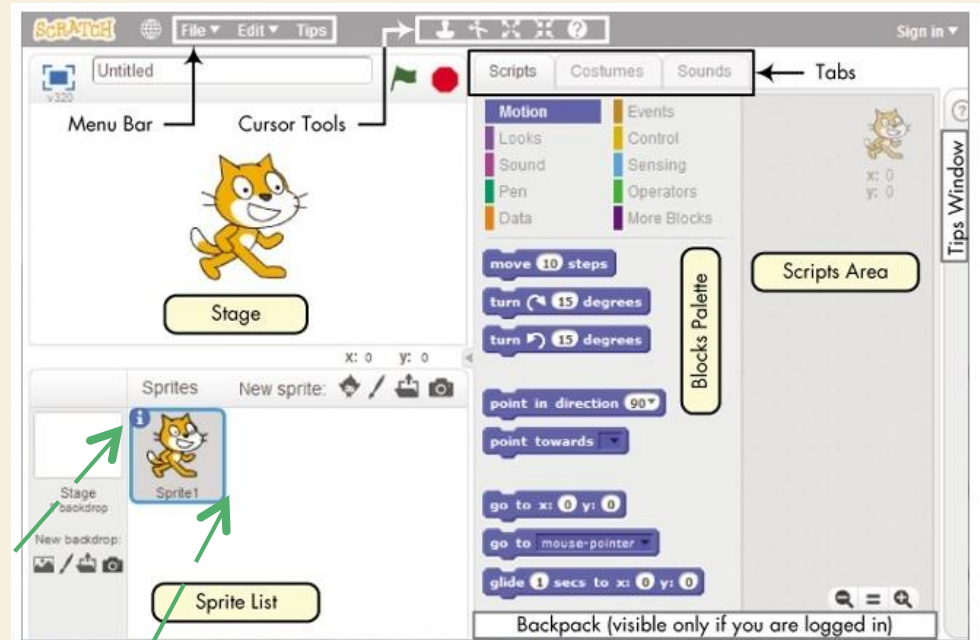 SCRATCH File Edit Tips Sign in
Untitled
v320
Scripts Costumes Sounds
Tabs
Menu Bar
Cursor Tools
Motion Events
Looks Control
Sound Sensing
Pen Operators
Data More Blocks
x: 0
y: 0
Tips Window
move 10 steps
turn 15 degrees
turn 15 degrees
Blocks Palette
Scripts Area
Stage
x: 0 y: 0
Sprites New sprite:
point in direction 90
point towards
Sprite1
Stage
backdrop
New backdrop:
go to x: 0 y: 0
go to mouse-pointer
glide 1 secs to x: 0 y: 0
Sprite List
Backpack (visible only if you are logged in)